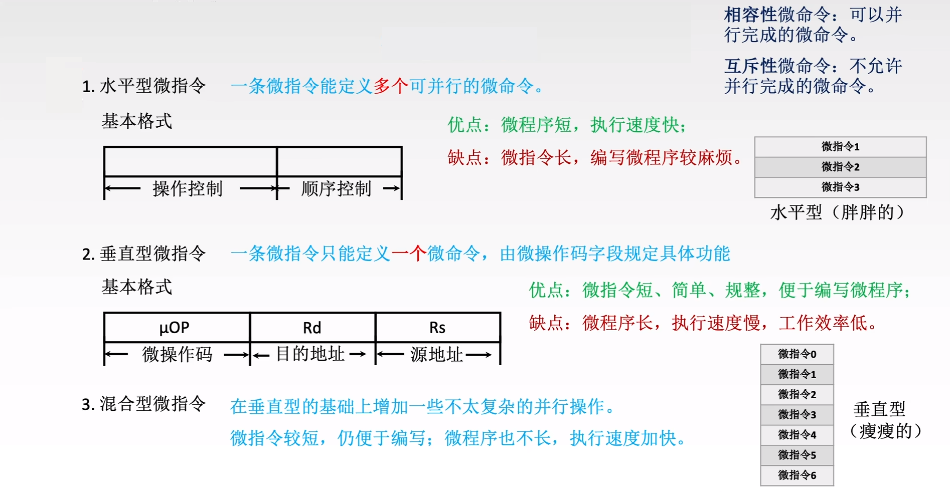 相容性微命令：可以并
行完成的微命令。
互斥性微命令：不允许
并行完成的微命令。
1. 水平型微指令 一条微指令能定义多个可并行的微命令。
基本格式
操作控制 顺序控制
优点：微程序短，执行速度快；
缺点：微指令长，编写微程序较麻烦。
微指令1
微指令2
微指令3
水平型（胖胖的）
2. 垂直型微指令 一条微指令只能定义一个微命令，由微操作码字段规定具体功能
基本格式
μOP Rd Rs
微操作码 目的地址 源地址
优点：微指令短、简单、规整，便于编写微程序；
缺点：微程序长，执行速度慢，工作效率低。
微指令0
微指令1
微指令2
微指令3
微指令4
微指令5
微指令6
垂直型
（瘦瘦的）
3. 混合型微指令 在垂直型的基础上增加一些不太复杂的并行操作。
微指令较短，仍便于编写；微程序也不长，执行速度加快。